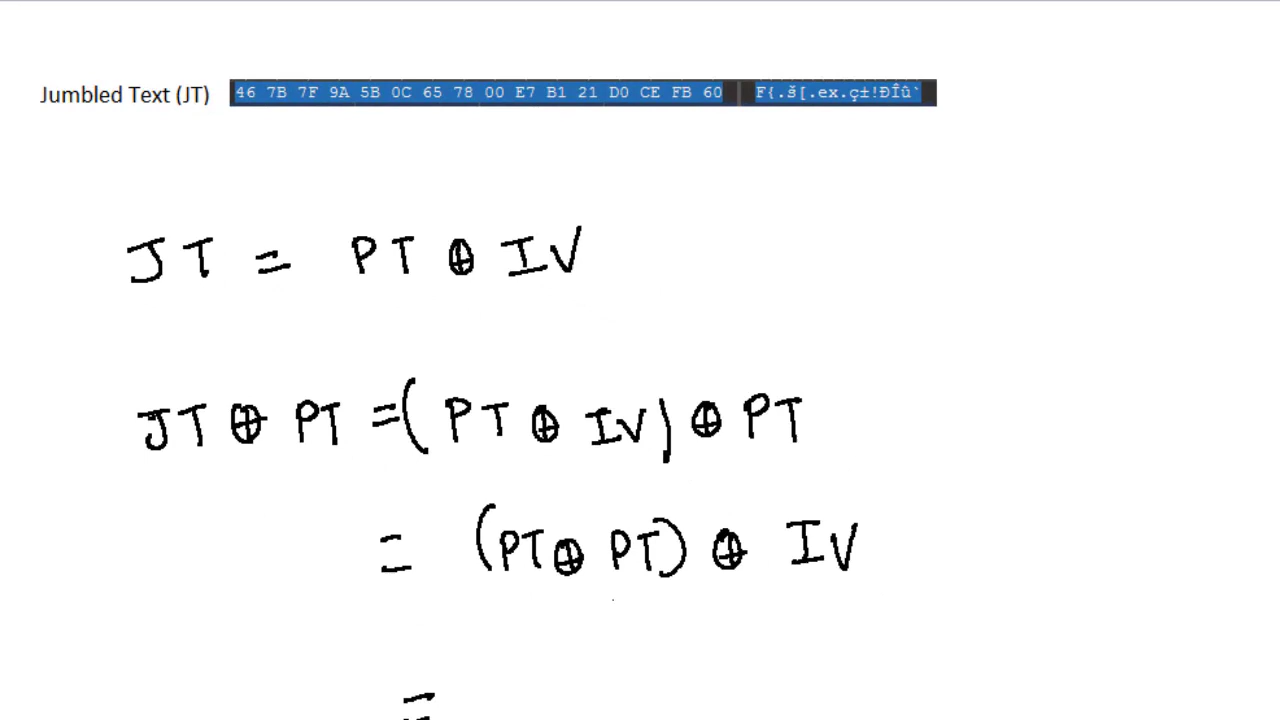 Jumbled Text (JT) 46 7B 7F 9A 5B 0C 65 78 00 E7 B1 21 D0 CE FB 60 F{.š[.ex.ç±!ÐÎû`
JT = PT ⊕ IV
JT ⊕ PT = (PT ⊕ IV) ⊕ PT
= (PT ⊕ PT) ⊕ IV
=